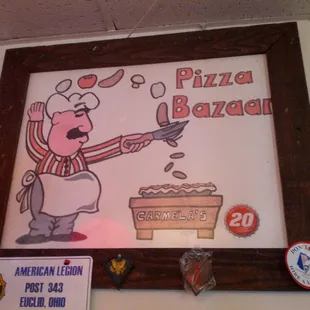 Pizza
Bazaar
CARMELA'S
20
AMERICAN LEGION
POST 343
EUCLID, OHIO